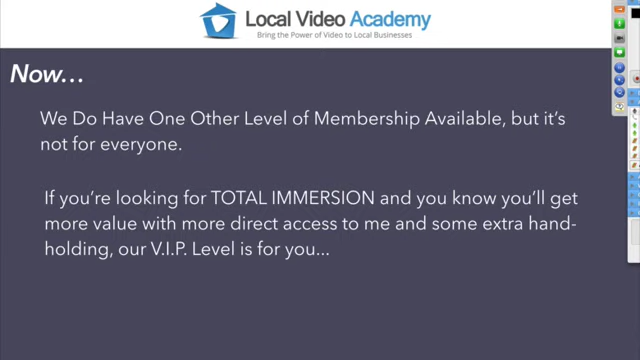 Local Video Academy
Bring the Power of Video to Local Businesses
Now...
We Do Have One Other Level of Membership Available, but it's
not for everyone.
If you're looking for TOTAL IMMERSION and you know you'll get
more value with more direct access to me and some extra hand-
holding, our V.I.P. Level is for you...